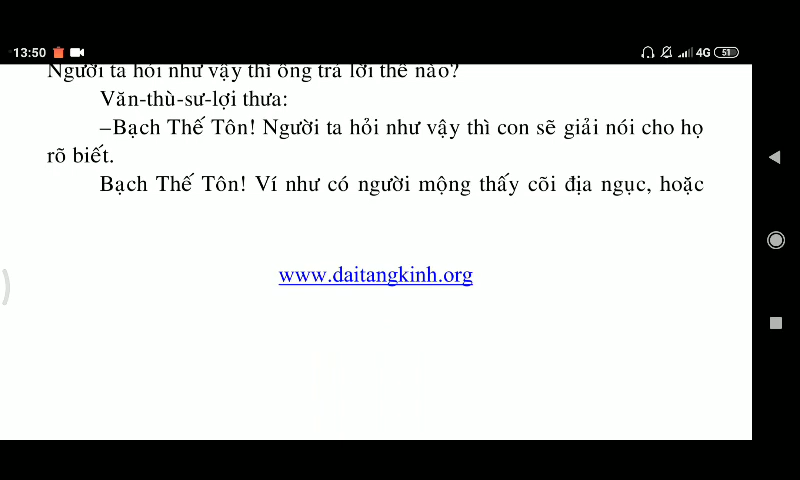 13:50 4G 51
Người ta hỏi như vậy thì ông trả lời thế nào?
Văn-thù-sư-lợi thưa:
–Bạch Thế Tôn! Người ta hỏi như vậy thì con sẽ giải nói cho họ
rõ biết.
Bạch Thế Tôn! Ví như có người mộng thấy cõi địa ngục, hoặc
www.daitangkinh.org